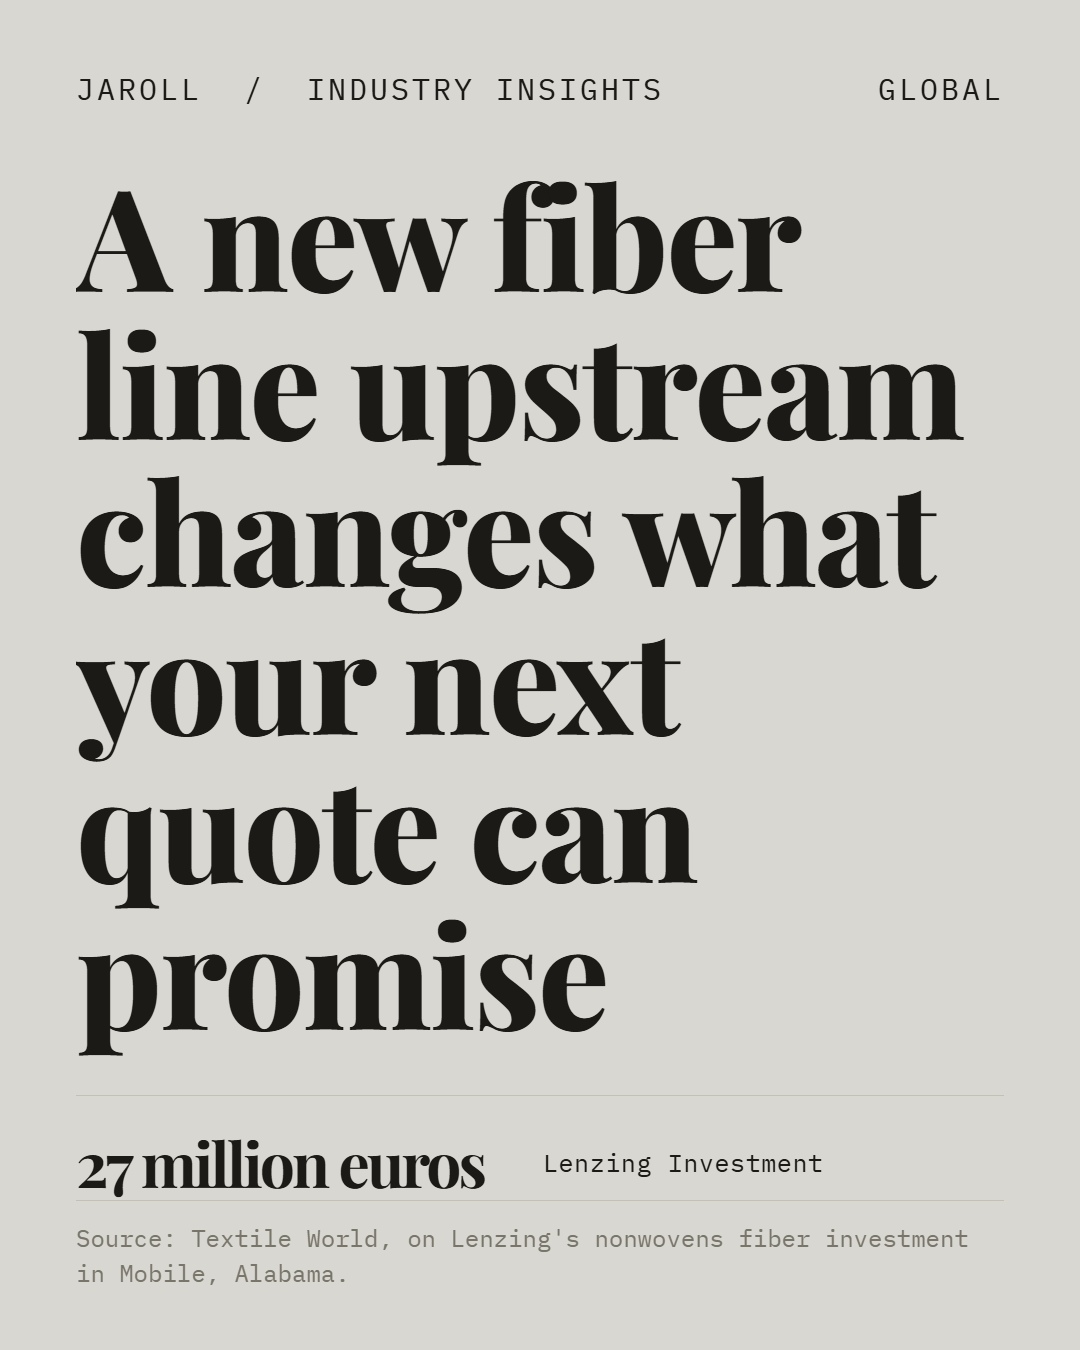 JAROLL / INDUSTRY INSIGHTS GLOBAL
A new fiber
line upstream
changes what
your next
quote can
promise
27 million euros Lenzing Investment
Source: Textile World, on Lenzing's nonwovens fiber investment
in Mobile, Alabama.